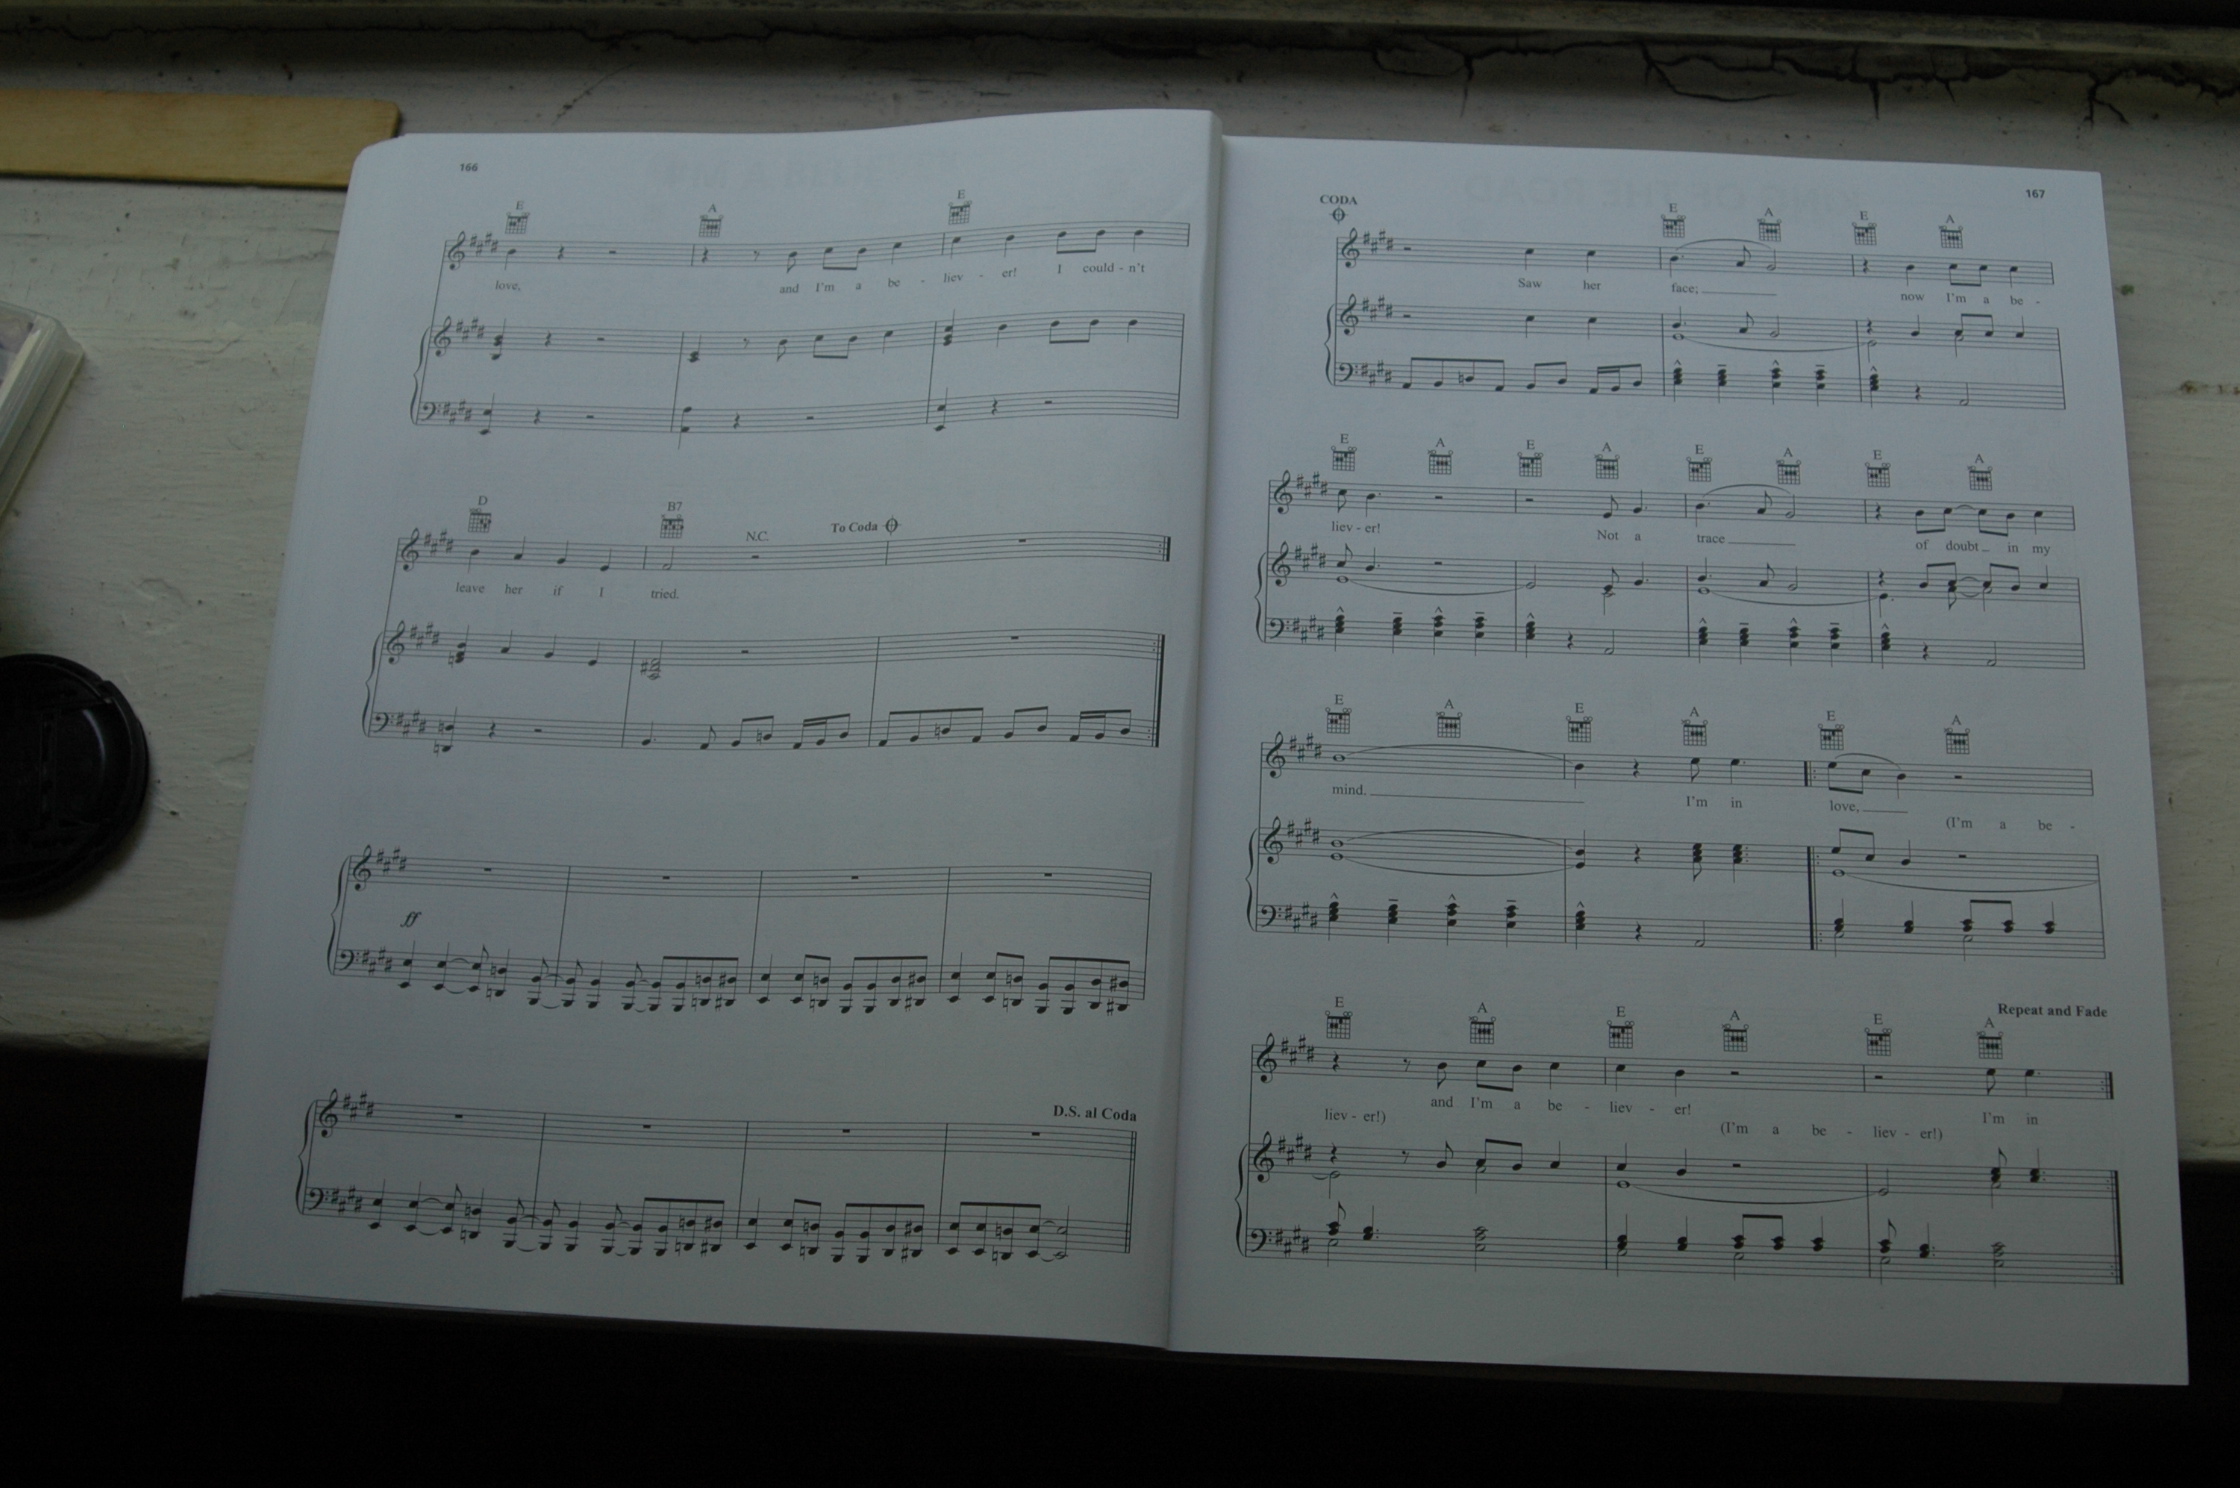 166
E A E
love, and I'm a be - liev - er! I could - n't
D B7 N.C. To Coda
leave her if I tried.
ff
D.S. al Coda
167
CODA
E A E A
Saw her face; now I'm a be -
E A E A E A E A
liev - er! Not a trace of doubt in my
E A E A E A
mind. I'm in love,
(I'm a be -
Repeat and Fade
E A E A E A
and I'm a be - liev - er! I'm in
liev - er!) (I'm a be - liev - er!)